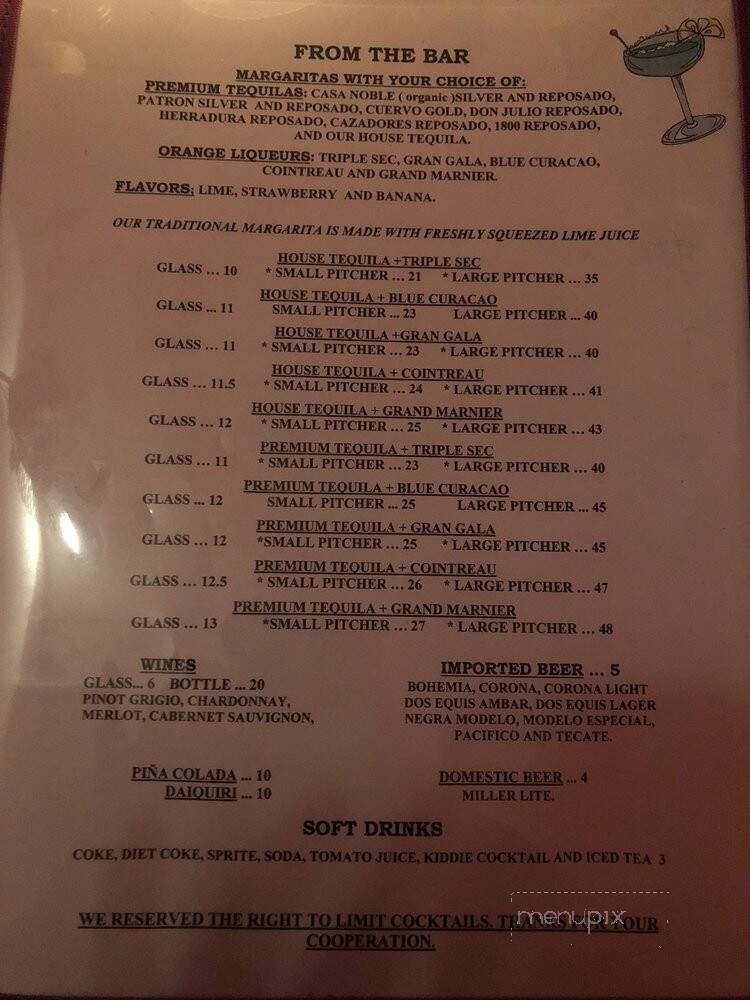 FROM THE BAR
MARGARITAS WITH YOUR CHOICE OF:
PREMIUM TEQUILAS: CASA NOBLE ( organic )SILVER AND REPOSADO,
PATRON SILVER AND REPOSADO, CUERVO GOLD, DON JULIO REPOSADO,
HERRADURA REPOSADO, CAZADORES REPOSADO, 1800 REPOSADO,
AND OUR HOUSE TEQUILA.
ORANGE LIQUEURS: TRIPLE SEC, GRAN GALA, BLUE CURACAO,
COINTREAU AND GRAND MARNIER.
FLAVORS; LIME, STRAWBERRY AND BANANA.
OUR TRADITIONAL MARGARITA IS MADE WITH FRESHLY SQUEEZED LIME JUICE
HOUSE TEQUILA +TRIPLE SEC
GLASS ... 10 * SMALL PITCHER ... 21 * LARGE PITCHER ... 35
HOUSE TEQUILA + BLUE CURACAO
GLASS ... 11 SMALL PITCHER ... 23 LARGE PITCHER ... 40
HOUSE TEQUILA +GRAN GALA
GLASS ... 11 * SMALL PITCHER ... 23 * LARGE PITCHER ... 40
HOUSE TEQUILA + COINTREAU
GLASS ... 11.5 * SMALL PITCHER ... 24 * LARGE PITCHER ... 41
HOUSE TEQUILA + GRAND MARNIER
GLASS ... 12 * SMALL PITCHER ... 25 * LARGE PITCHER ... 43
PREMIUM TEQUILA + TRIPLE SEC
GLASS ... 11 * SMALL PITCHER ... 23 * LARGE PITCHER ... 40
PREMIUM TEQUILA + BLUE CURACAO
GLASS ... 12 SMALL PITCHER ... 25 LARGE PITCHER ... 45
PREMIUM TEQUILA + GRAN GALA
GLASS ... 12 *SMALL PITCHER ... 25 * LARGE PITCHER ... 45
PREMIUM TEQUILA + COINTREAU
GLASS ... 12.5 * SMALL PITCHER ... 26 * LARGE PITCHER ... 47
PREMIUM TEQUILA + GRAND MARNIER
GLASS ... 13 *SMALL PITCHER ... 27 * LARGE PITCHER ... 48
WINES
GLASS... 6 BOTTLE ... 20
PINOT GRIGIO, CHARDONNAY,
MERLOT, CABERNET SAUVIGNON,
IMPORTED BEER ... 5
BOHEMIA, CORONA, CORONA LIGHT
DOS EQUIS AMBAR, DOS EQUIS LAGER
NEGRA MODELO, MODELO ESPECIAL,
PACIFICO AND TECATE.
PIÑA COLADA ... 10
DAIQUIRI ... 10
DOMESTIC BEER ... 4
MILLER LITE.
SOFT DRINKS
COKE, DIET COKE, SPRITE, SODA, TOMATO JUICE, KIDDIE COCKTAIL AND ICED TEA 3
WE RESERVED THE RIGHT TO LIMIT COCKTAILS. THANKS FOR YOUR
COOPERATION.
menupix